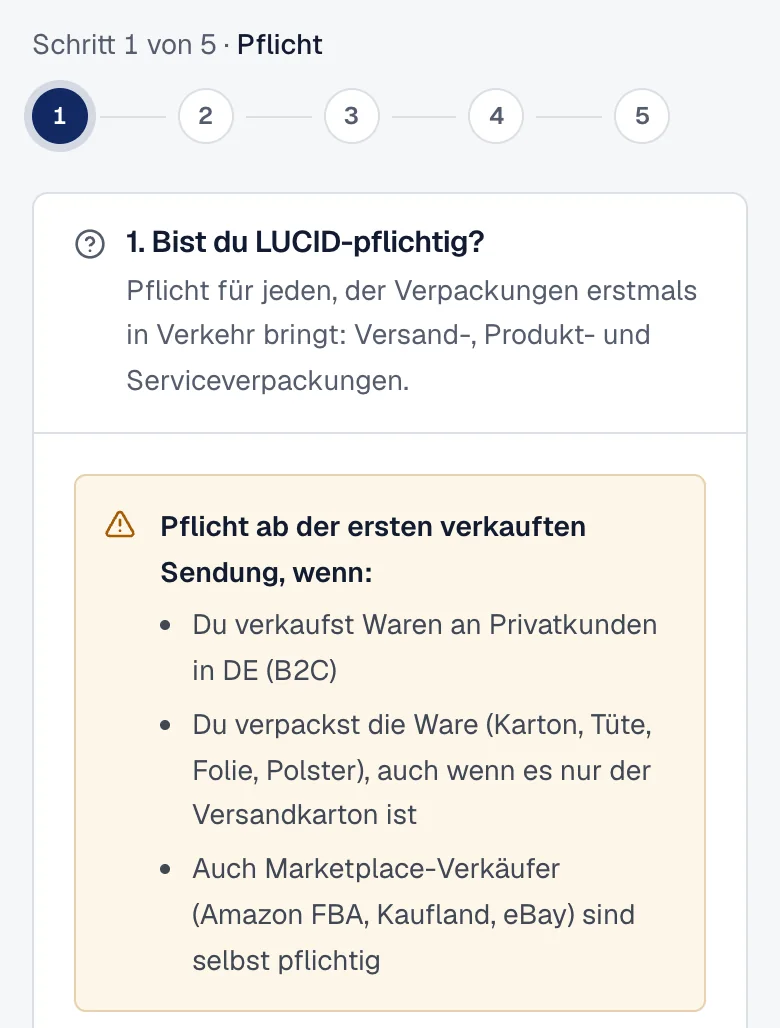 Schritt 1 von 5 · Pflicht
1 2 3 4 5
1. Bist du LUCID-pflichtig?
Pflicht für jeden, der Verpackungen erstmals
in Verkehr bringt: Versand-, Produkt- und
Serviceverpackungen.
Pflicht ab der ersten verkauften
Sendung, wenn:
• Du verkaufst Waren an Privatkunden
in DE (B2C)
• Du verpackst die Ware (Karton, Tüte,
Folie, Polster), auch wenn es nur der
Versandkarton ist
• Auch Marketplace-Verkäufer
(Amazon FBA, Kaufland, eBay) sind
selbst pflichtig